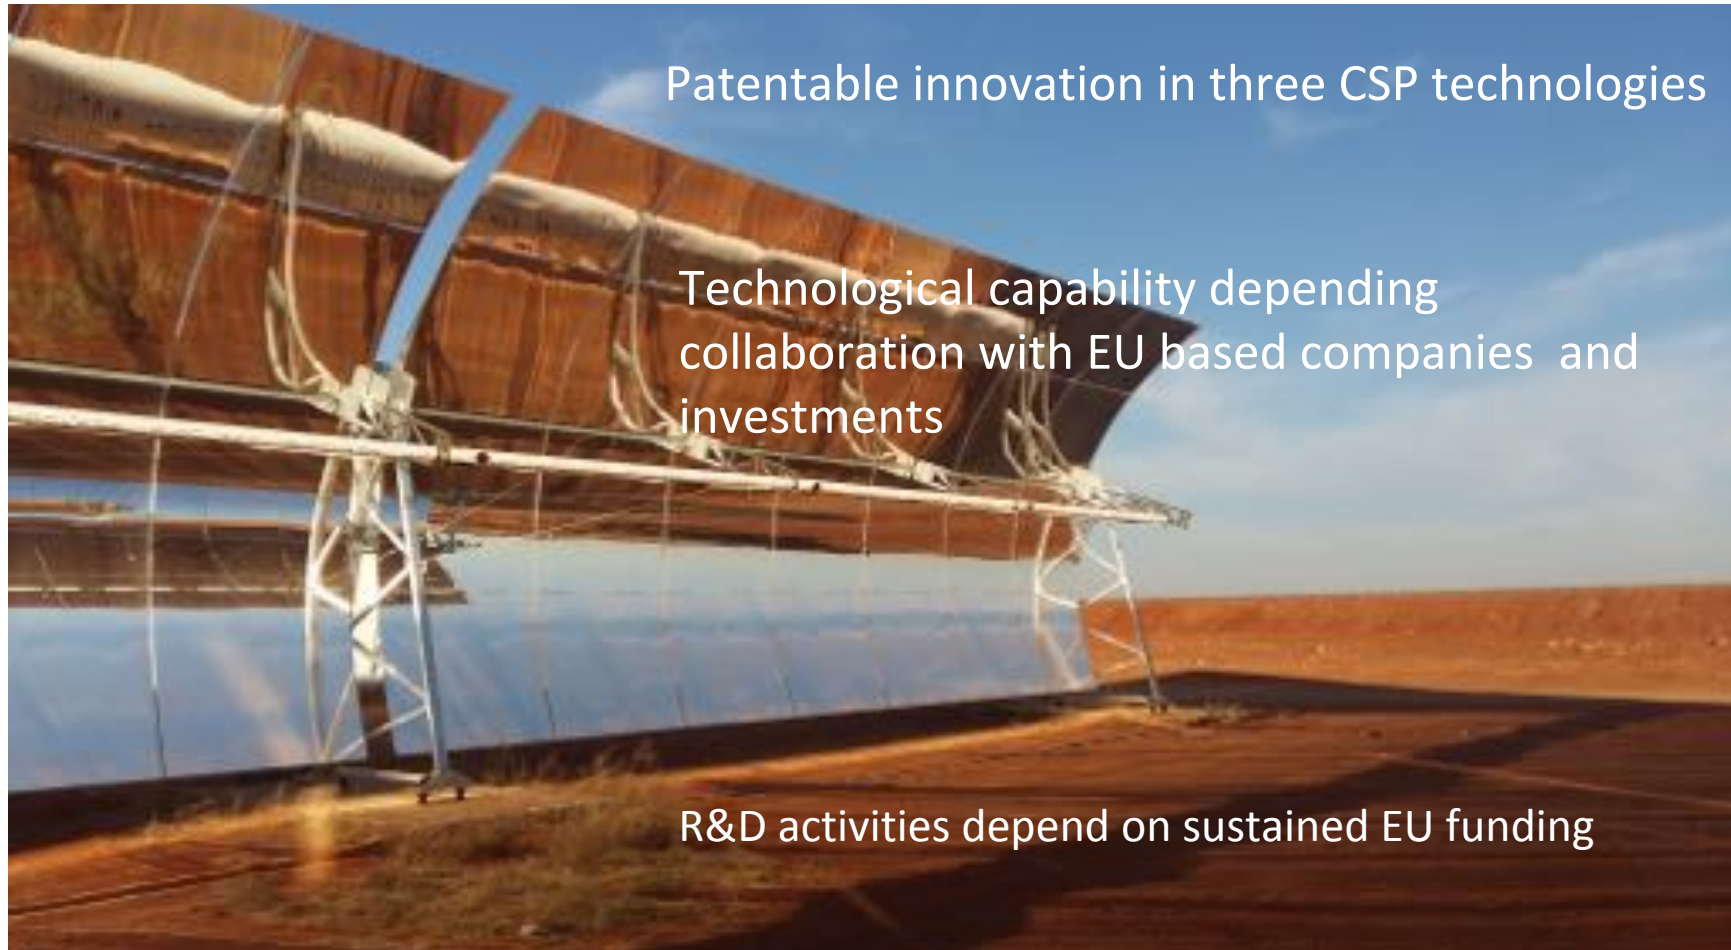 Patentable innovation in three CSP technologies
Technological capability depending
collaboration with EU based companies  and
investments
R&D activities depend on sustained EU funding